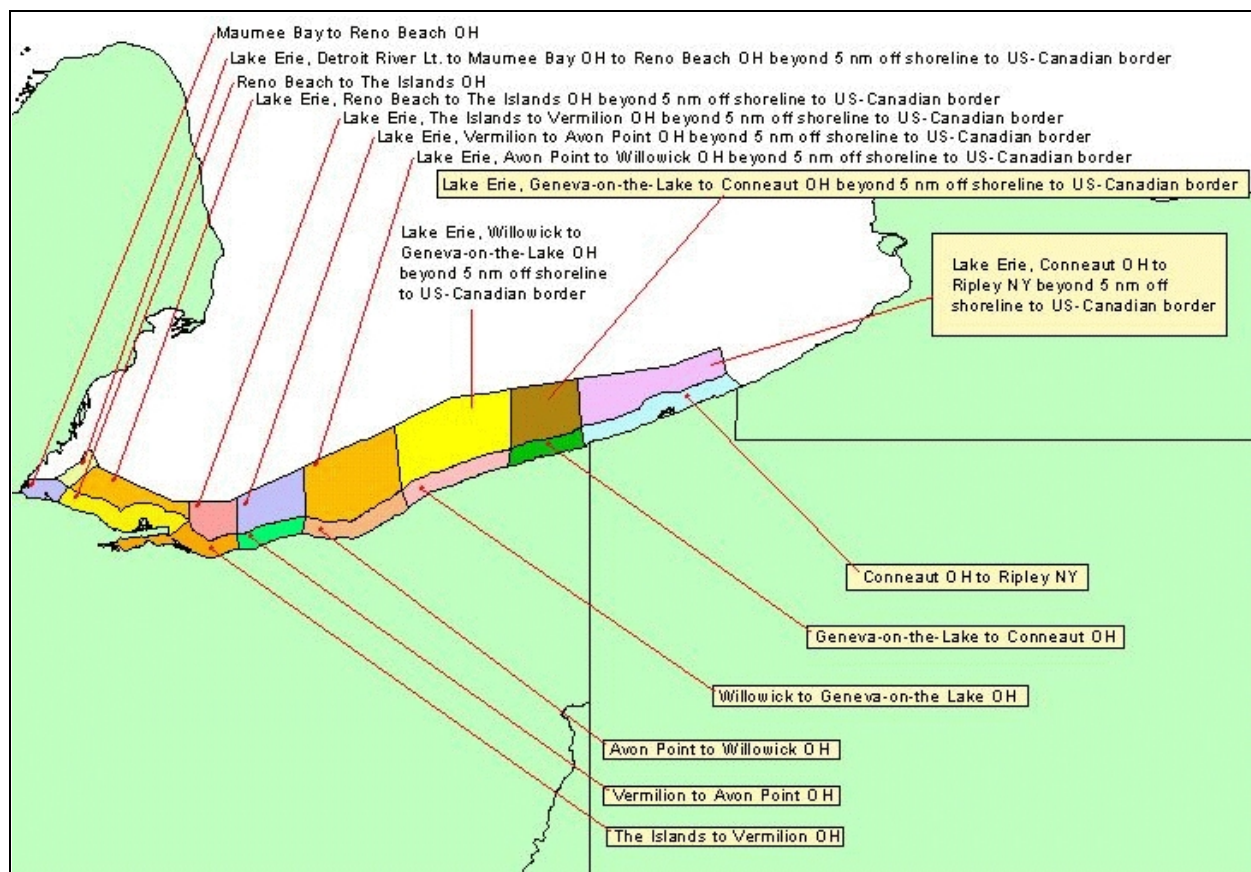 Maumee Bay to Reno Beach OH
Lake Erie, Detroit River Lt. to Maumee Bay OH to Reno Beach OH beyond 5 nm off shoreline to US-Canadian border
Reno Beach to The Islands OH
Lake Erie, Reno Beach to The Islands OH beyond 5 nm off shoreline to US-Canadian border
Lake Erie, The Islands to Vermilion OH beyond 5 nm off shoreline to US-Canadian border
Lake Erie, Vermilion to Avon Point OH beyond 5 nm off shoreline to US-Canadian border
Lake Erie, Avon Point to Willowick OH beyond 5 nm off shoreline to US-Canadian border
Lake Erie, Geneva-on-the-Lake to Conneaut OH beyond 5 nm off shoreline to US-Canadian border
Lake Erie, Willowick to
Geneva-on-the-Lake OH
beyond 5 nm off shoreline
to US-Canadian border
Lake Erie, Conneaut OH to
Ripley NY beyond 5 nm off
shoreline to US-Canadian border
Conneaut OH to Ripley NY
Geneva-on-the-Lake to Conneaut OH
Willowick to Geneva-on-the Lake OH
Avon Point to Willowick OH
Vermilion to Avon Point OH
The Islands to Vermilion OH